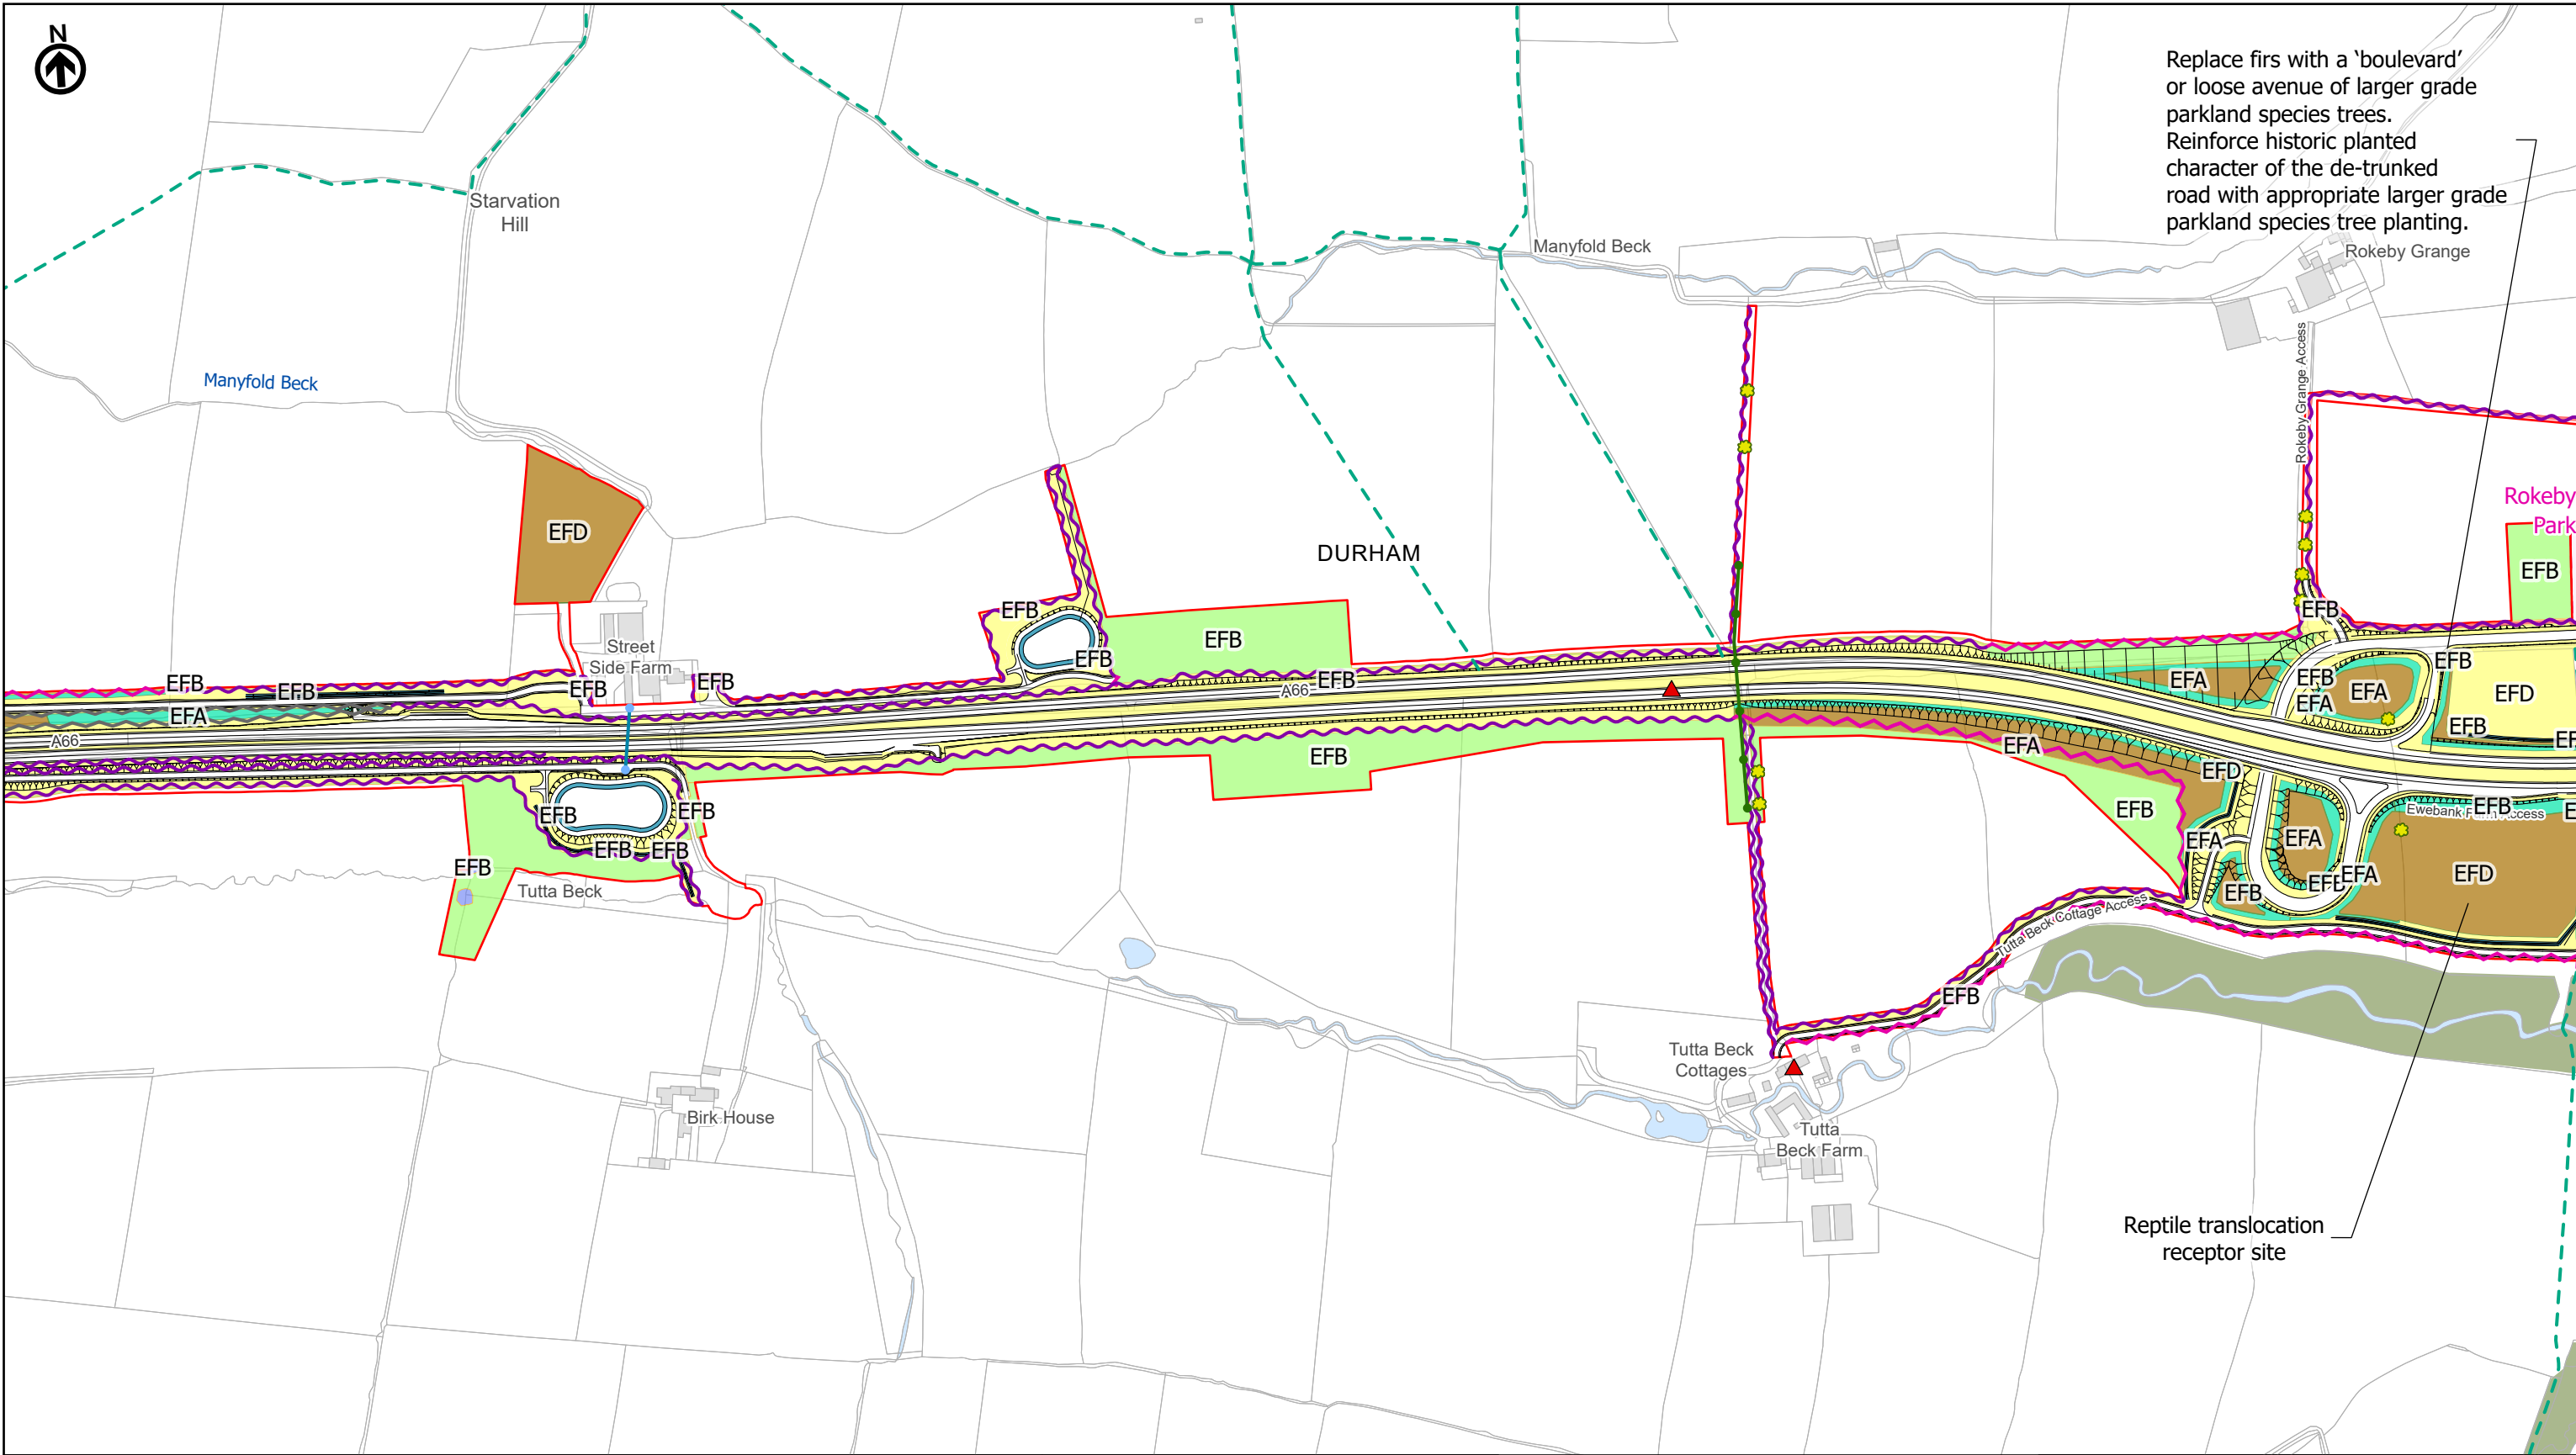 N
Replace firs with a ‘boulevard’
or loose avenue of larger grade
parkland species trees.
Reinforce historic planted
character of the de-trunked
road with appropriate larger grade
parkland species tree planting.
Starvation
Hill
Manyfold Beck
Rokeby Grange
Manyfold Beck
Rokeby Grange Access
Rokeby
Park
EFD
DURHAM
EFB
EFB
EFB
EFB
Street
Side Farm
EFB
EFB
EFB
EFB
EFB
EFB
A66
EFB
EFA
EFB
EFA
EFB
EFA
EFD
EFA
EFB
A66
EFB
EFA
EFD
EFB
EFB
EFB
EFB
Ewebank Farm Access
EFB
EFB
EFA
EFA
EFB
EFB
EFA
EFD
EFB
Tutta Beck
Tutta Beck Cottage Access
EFB
Tutta Beck
Cottages
Birk House
Tutta
Beck Farm
Reptile translocation
receptor site